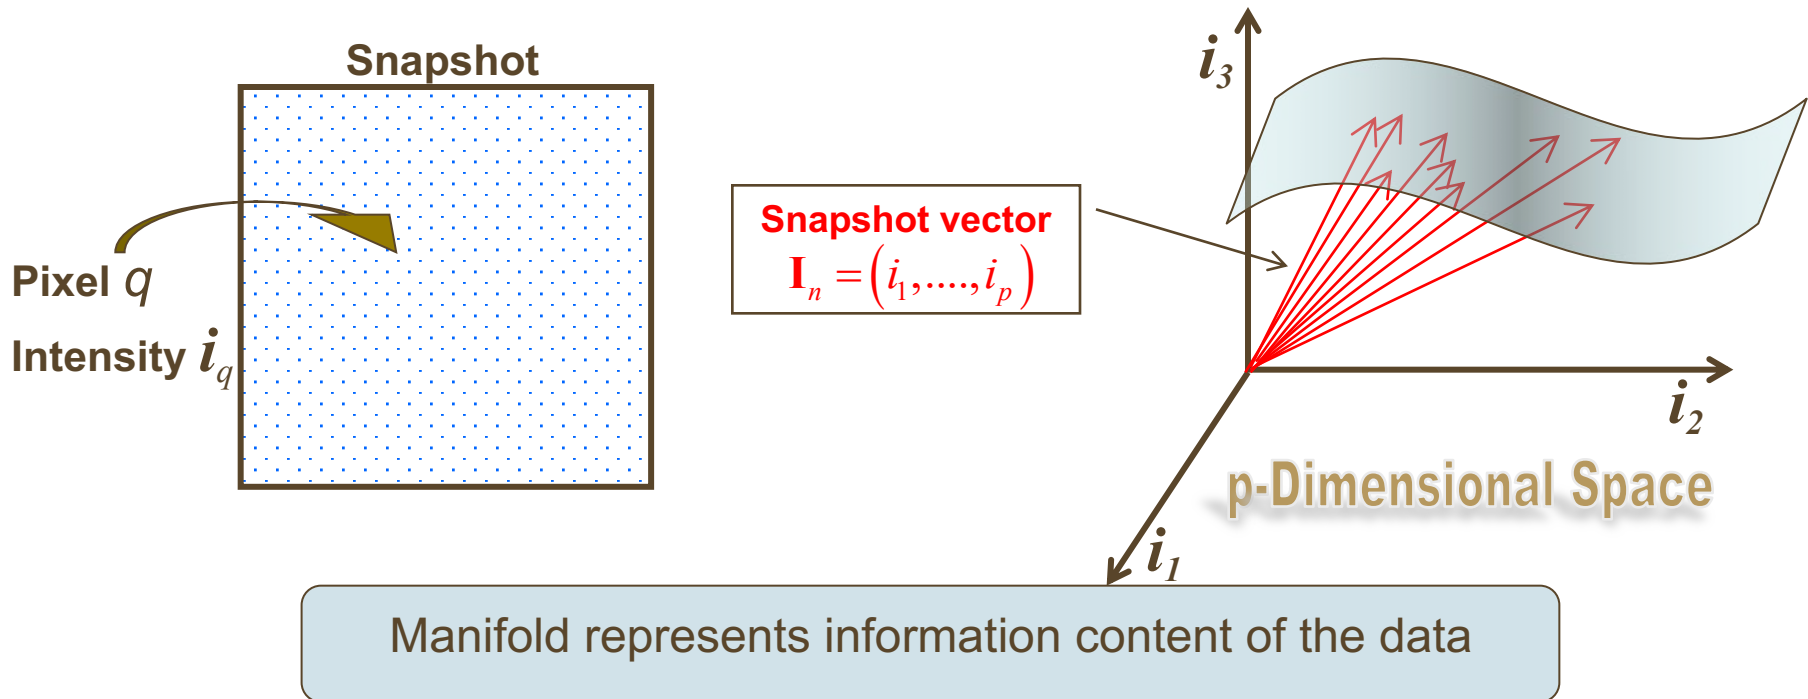 Snapshot
Pixel q
Intensity i_q
Snapshot vector
I_n = (i_1,....,i_p)
i_3
i_2
i_1
p-Dimensional Space
Manifold represents information content of the data